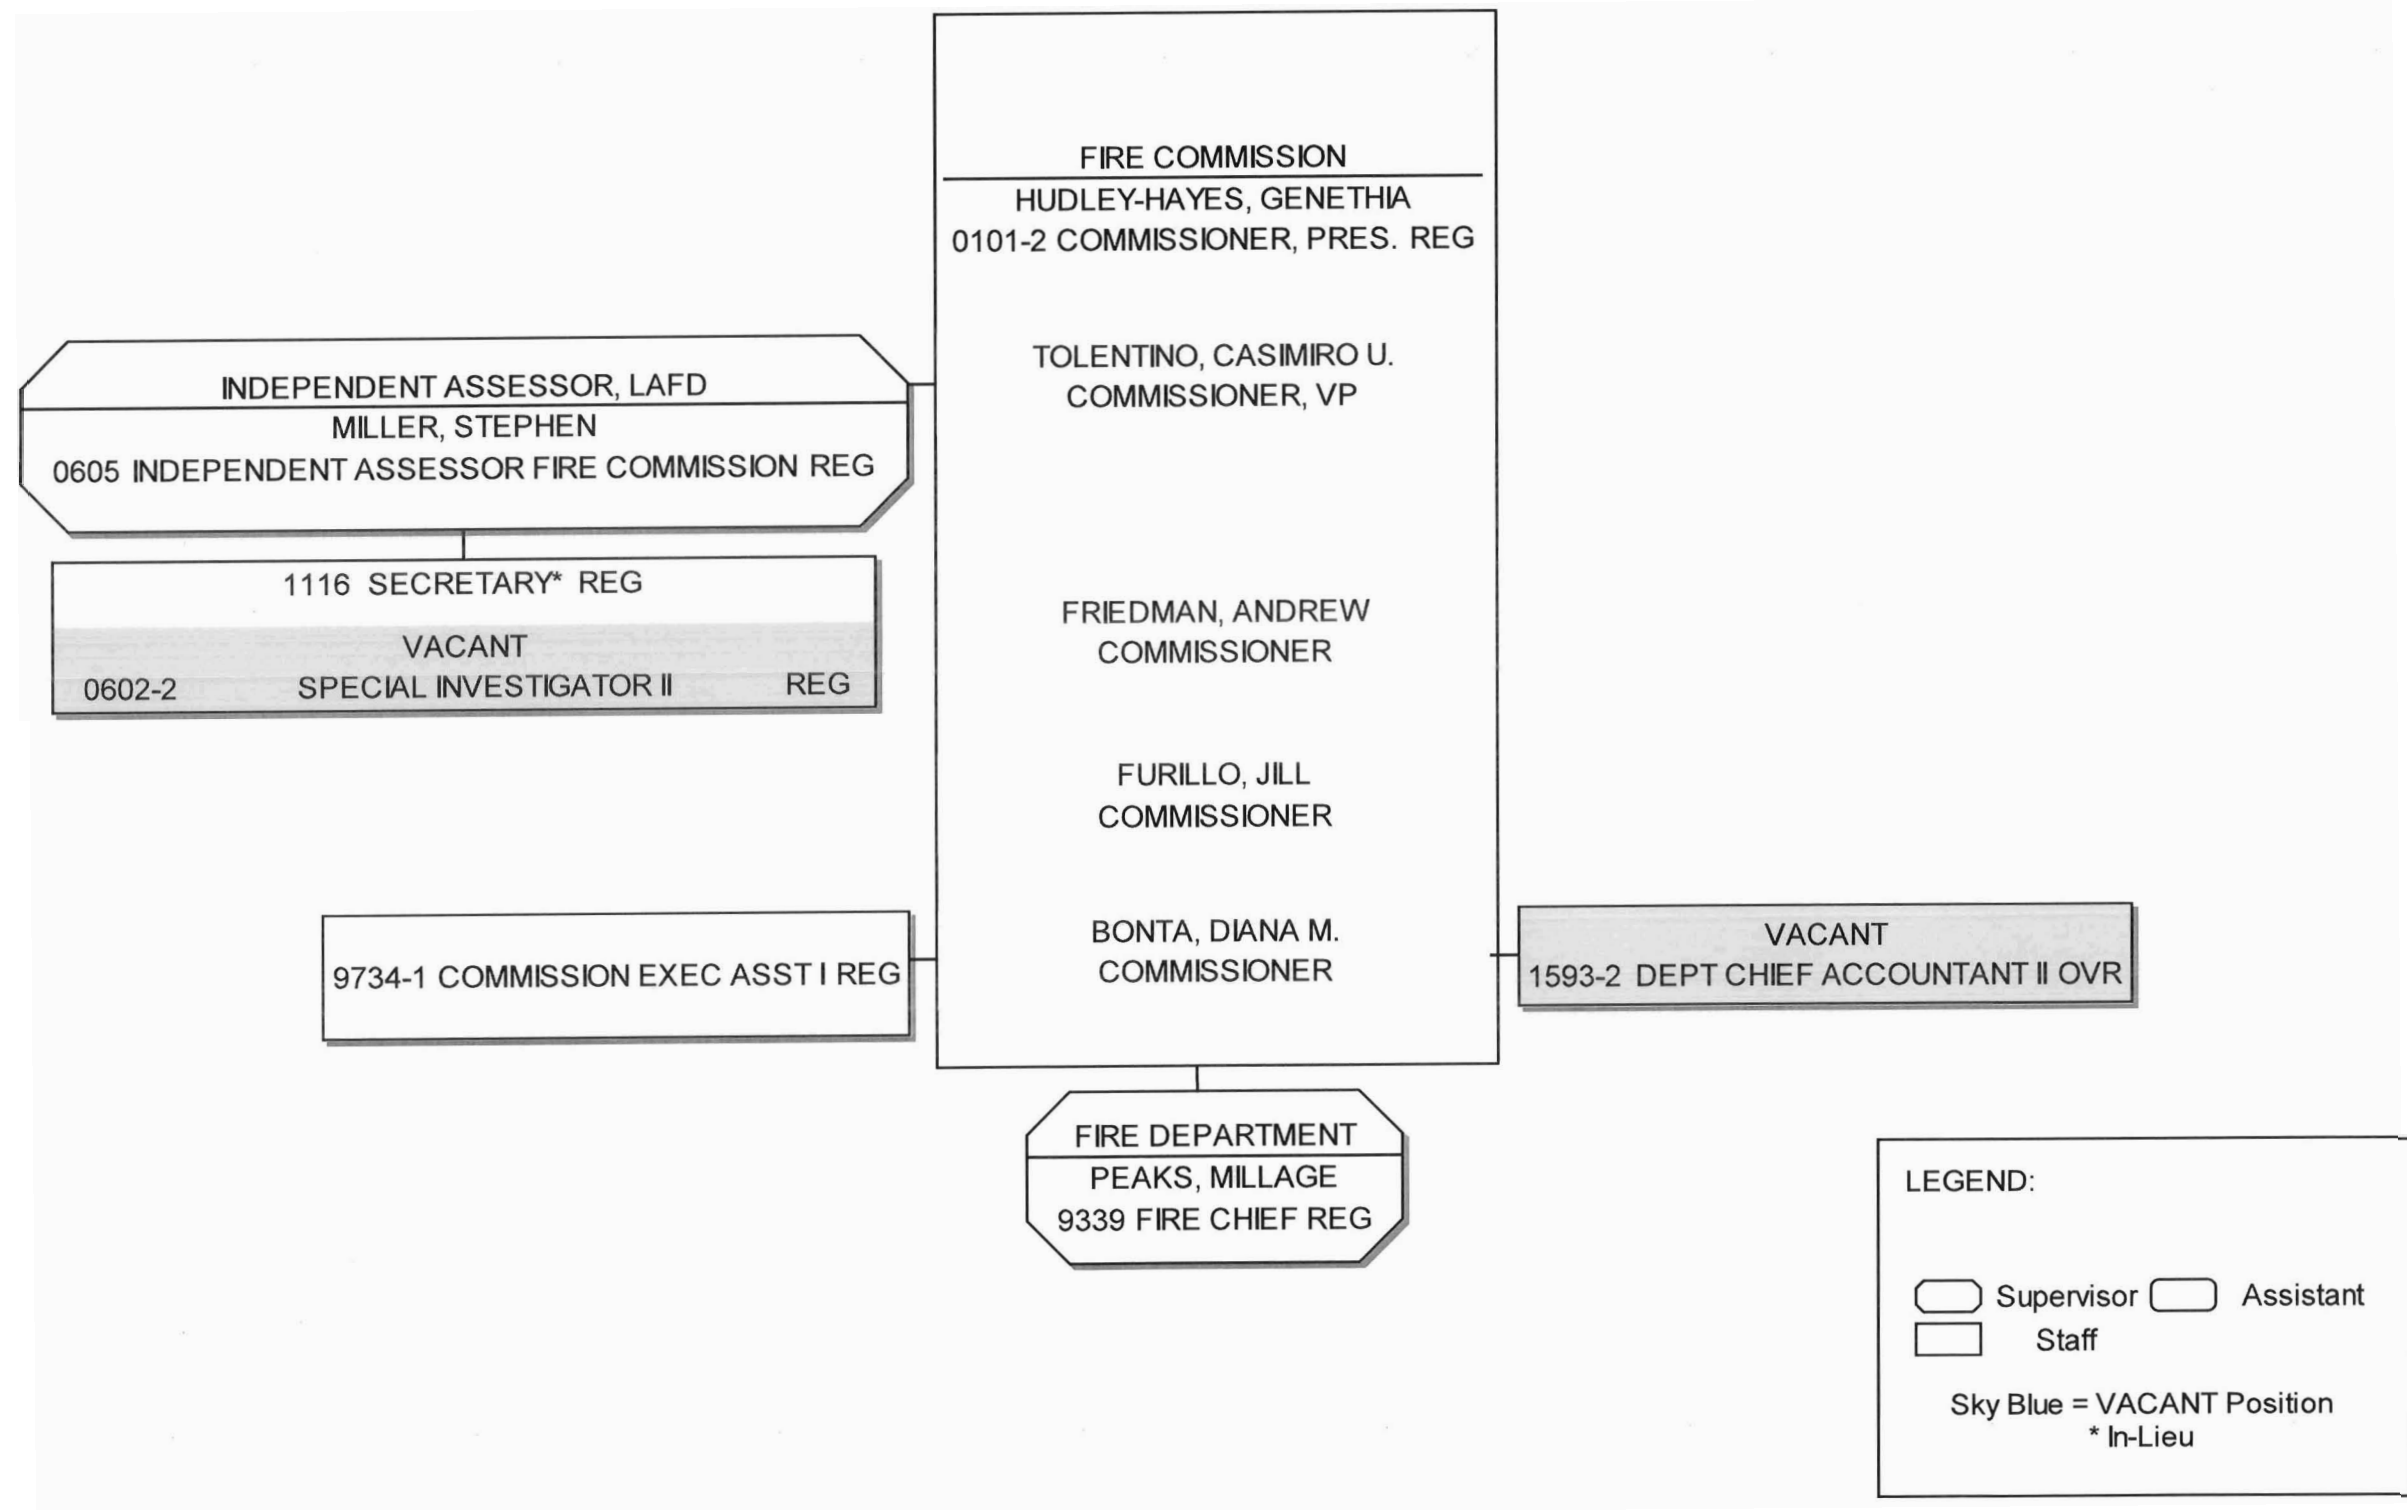 FIRE COMMISSION
HUDLEY-HAYES, GENETHIA
0101-2 COMMISSIONER, PRES. REG
TOLENTINO, CASIMIRO U.
COMMISSIONER, VP
INDEPENDENT ASSESSOR, LAFD
MILLER, STEPHEN
0605 INDEPENDENT ASSESSOR FIRE COMMISSION REG
1116 SECRETARY* REG
VACANT
0602-2 SPECIAL INVESTIGATOR II REG
FRIEDMAN, ANDREW
COMMISSIONER
FURILLO, JILL
COMMISSIONER
BONTA, DIANA M.
COMMISSIONER
9734-1 COMMISSION EXEC ASST I REG
VACANT
1593-2 DEPT CHIEF ACCOUNTANT II OVR
FIRE DEPARTMENT
PEAKS, MILLAGE
9339 FIRE CHIEF REG
LEGEND:
Supervisor Assistant
Staff
Sky Blue = VACANT Position
* In-Lieu